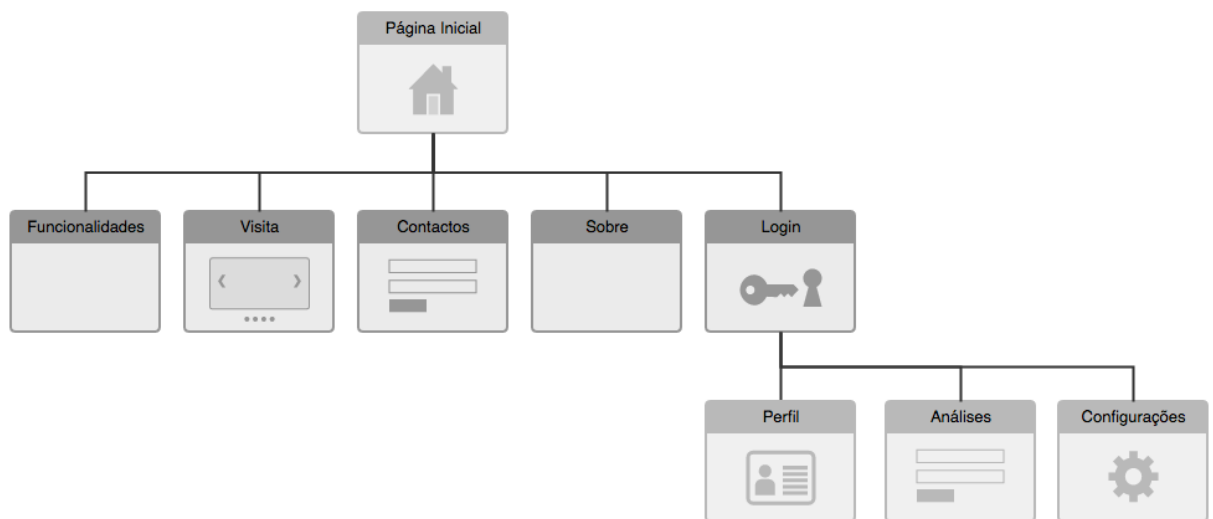 Página Inicial
Funcionalidades
Visita
Contactos
Sobre
Login
Perfil
Análises
Configurações